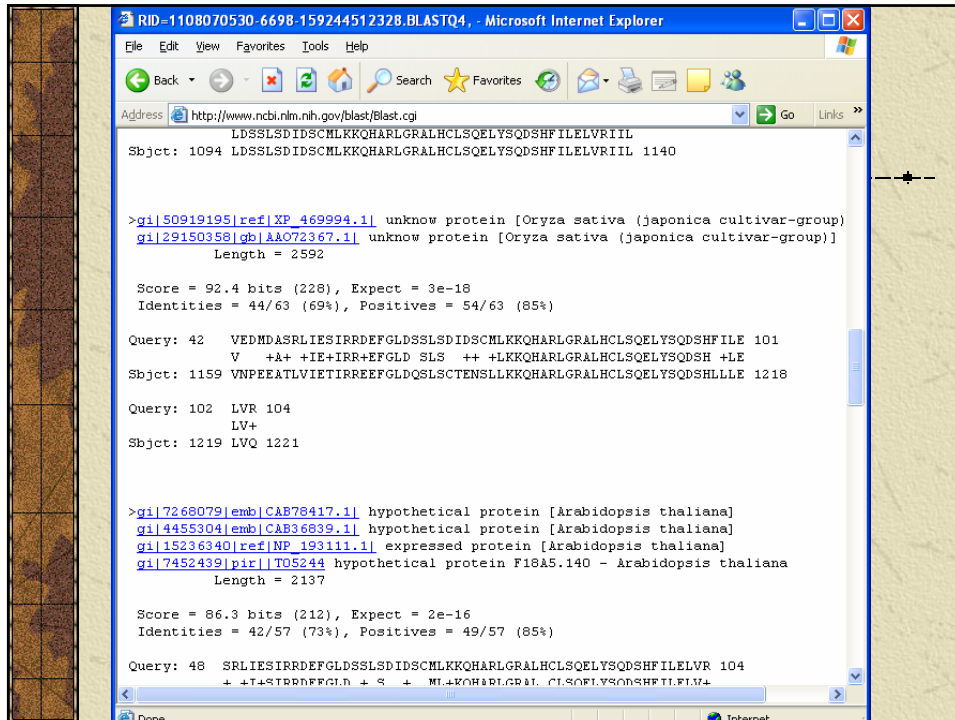 RID=1108070530-6698-159244512328.BLASTQ4, - Microsoft Internet Explorer
File Edit View Favorites Tools Help
Back Search Favorites
Address http://www.ncbi.nlm.nih.gov/blast/Blast.cgi Go Links »
LDSSLSDIDSCMLKKQHARLGRALHCLSQELYSQDSHFILELVRIIL
Sbjct: 1094 LDSSLSDIDSCMLKKQHARLGRALHCLSQELYSQDSHFILELVRIIL 1140
>gi|50919195|ref|XP_469994.1| unknow protein [Oryza sativa (japonica cultivar-group)
gi|29150358|gb|AAO72367.1| unknow protein [Oryza sativa (japonica cultivar-group)]
Length = 2592
Score = 92.4 bits (228), Expect = 3e-18
Identities = 44/63 (69%), Positives = 54/63 (85%)
Query: 42 VEDMDASRLIESIRRDEFGLDSSLSDIDSCMLKKQHARLGRALHCLSQELYSQDSHFILE 101
V +A+ +IE+IRR+EFGLD SLS ++ +LKKQHARLGRALHCLSQELYSQDSH +LE
Sbjct: 1159 VNPEEATLVIETIRREEFGLDQSLSCTENSLLKKQHARLGRALHCLSQELYSQDSHLLLE 1218
Query: 102 LVR 104
LV+
Sbjct: 1219 LVQ 1221
>gi|7268079|emb|CAB78417.1| hypothetical protein [Arabidopsis thaliana]
gi|4455304|emb|CAB36839.1| hypothetical protein [Arabidopsis thaliana]
gi|15236340|ref|NP_193111.1| expressed protein [Arabidopsis thaliana]
gi|7452439|pir||T05244 hypothetical protein F18A5.140 - Arabidopsis thaliana
Length = 2137
Score = 86.3 bits (212), Expect = 2e-16
Identities = 42/57 (73%), Positives = 49/57 (85%)
Query: 48 SRLIESIRRDEFGLDSSLSDIDSCMLKKQHARLGRALHCLSQELYSQDSHFILELVR 104
+ +I+SIRRDEFGLD + S + ML+KQHARLGRAL CLSQELYSQDSHFILELV+
Done Internet